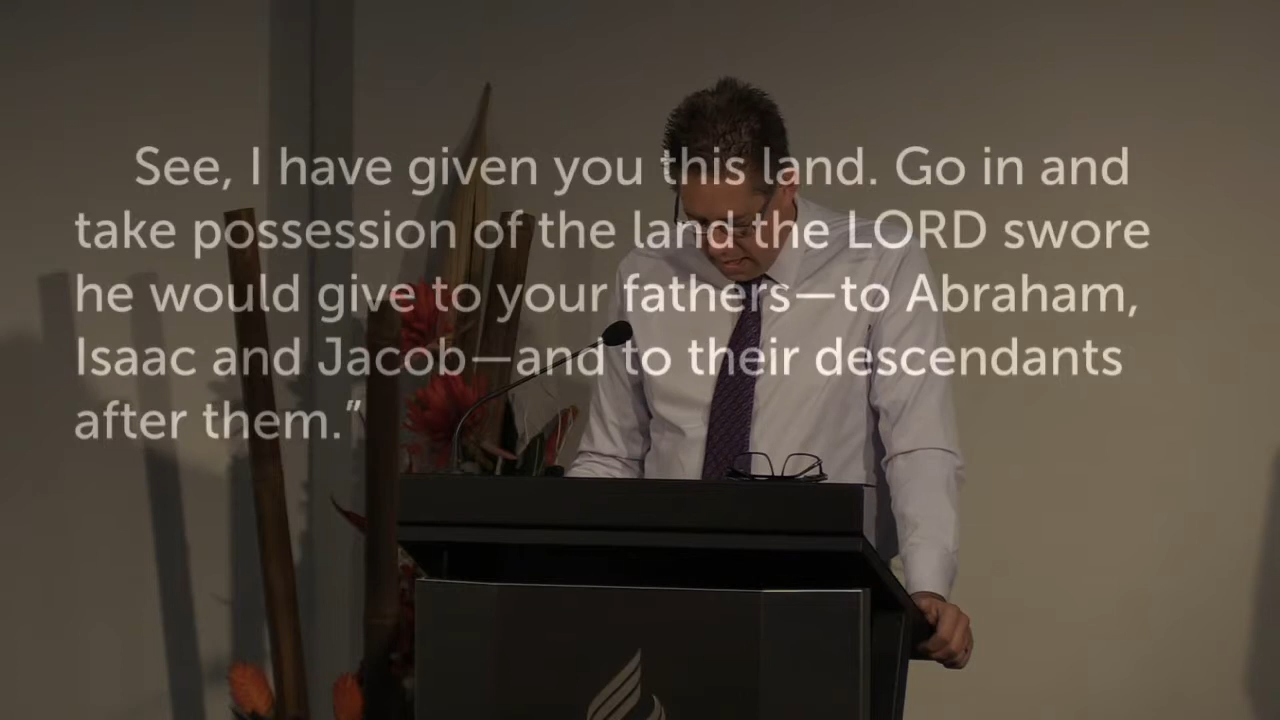 See, I have given you this land. Go in and
take possession of the land the LORD swore
he would give to your fathers—to Abraham,
Isaac and Jacob—and to their descendants
after them.”